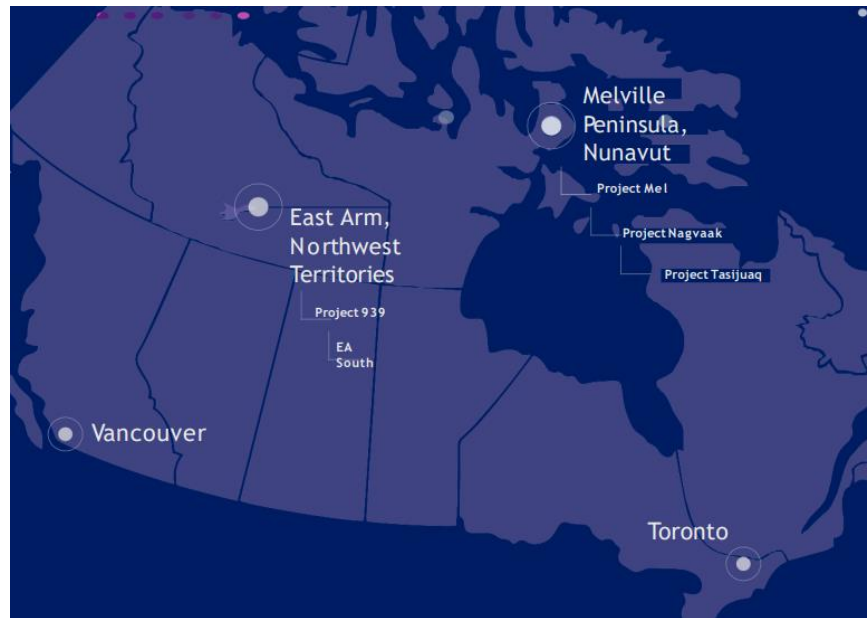 Melville
Peninsula,
Nunavut
Project Mel
Project Nagvaak
Project Tasijuaq
East Arm,
Northwest
Territories
Project 939
EA
South
Vancouver
Toronto